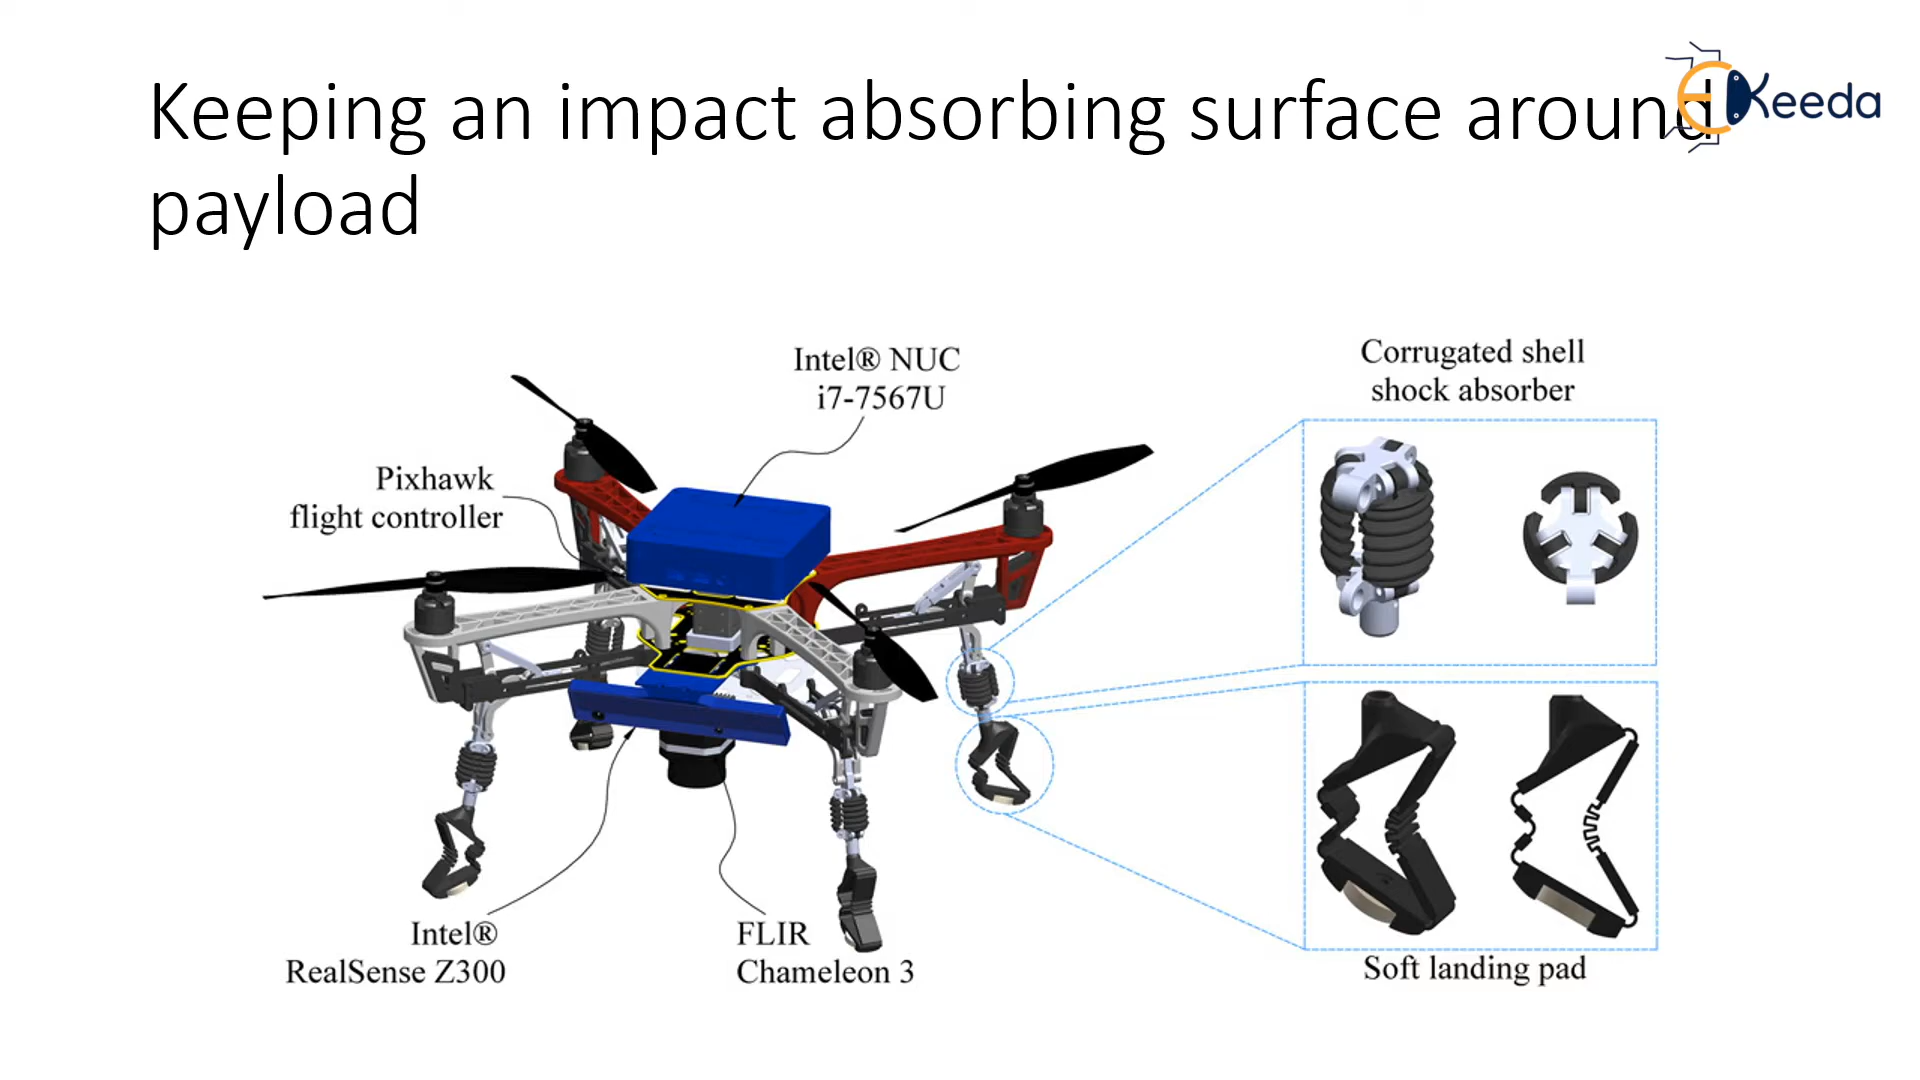 Keeping an impact absorbing surface around
payload
EKeeda
Intel® NUC
i7-7567U
Corrugated shell
shock absorber
Pixhawk
flight controller
Intel®
RealSense Z300
FLIR
Chameleon 3
Soft landing pad